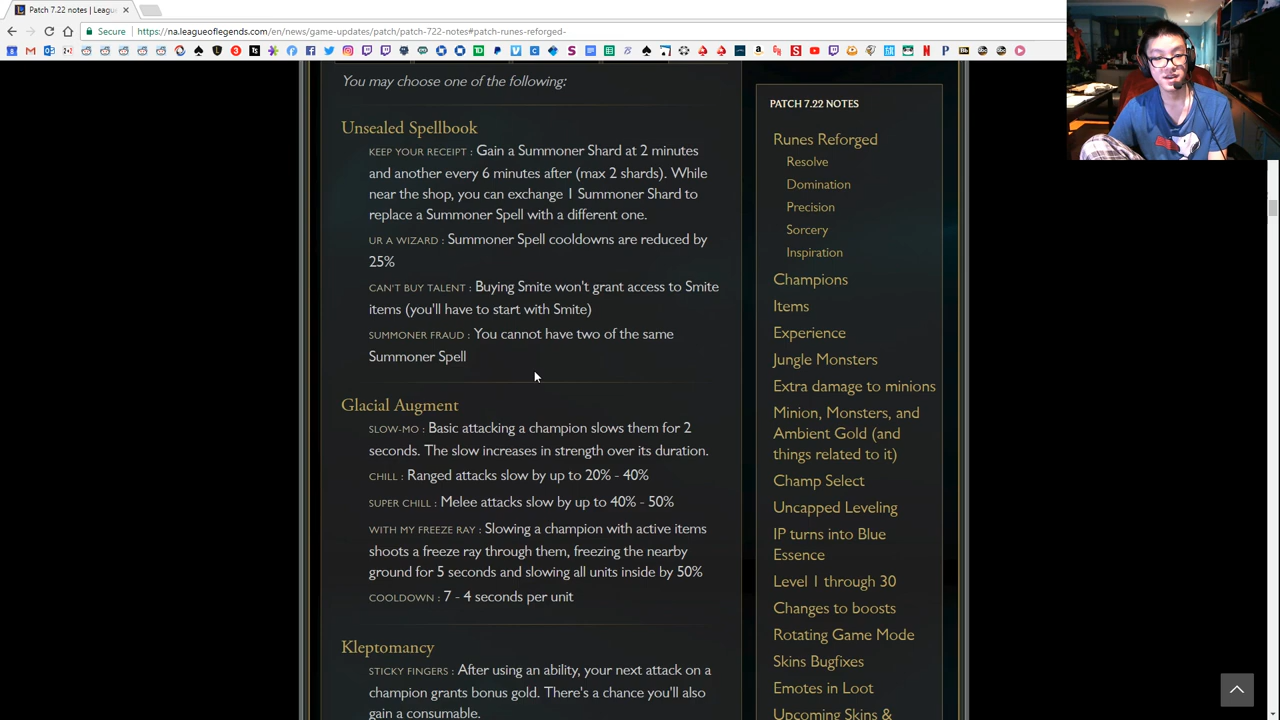 Patch 7.22 notes | Leagu
Secure
https://na.leagueoflegends.com/en/news/game-updates/patch/patch-722-notes#patch-runes-reforged-
You may choose one of the following:
Unsealed Spellbook
KEEP YOUR RECEIPT : Gain a Summoner Shard at 2 minutes
and another every 6 minutes after (max 2 shards). While
near the shop, you can exchange 1 Summoner Shard to
replace a Summoner Spell with a different one.
UR A WIZARD : Summoner Spell cooldowns are reduced by
25%
CAN'T BUY TALENT : Buying Smite won't grant access to Smite
items (you'll have to start with Smite)
SUMMONER FRAUD : You cannot have two of the same
Summoner Spell
Glacial Augment
SLOW-MO : Basic attacking a champion slows them for 2
seconds. The slow increases in strength over its duration.
CHILL : Ranged attacks slow by up to 20% - 40%
SUPER CHILL : Melee attacks slow by up to 40% - 50%
WITH MY FREEZE RAY : Slowing a champion with active items
shoots a freeze ray through them, freezing the nearby
ground for 5 seconds and slowing all units inside by 50%
COOLDOWN : 7 - 4 seconds per unit
Kleptomancy
STICKY FINGERS : After using an ability, your next attack on a
champion grants bonus gold. There's a chance you'll also
gain a consumable.
PATCH 7.22 NOTES
Runes Reforged
Resolve
Domination
Precision
Sorcery
Inspiration
Champions
Items
Experience
Jungle Monsters
Extra damage to minions
Minion, Monsters, and
Ambient Gold (and
things related to it)
Champ Select
Uncapped Leveling
IP turns into Blue
Essence
Level 1 through 30
Changes to boosts
Rotating Game Mode
Skins Bugfixes
Emotes in Loot
Upcoming Skins &